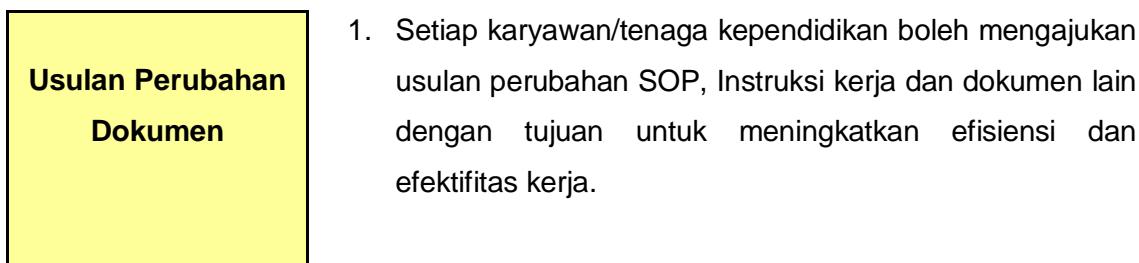 Usulan Perubahan
Dokumen
1. Setiap karyawan/tenaga kependidikan boleh mengajukan
usulan perubahan SOP, Instruksi kerja dan dokumen lain
dengan tujuan untuk meningkatkan efisiensi dan
efektifitas kerja.